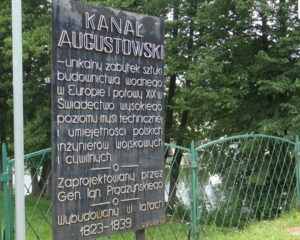 KANAŁ
AUGUSTOWSKI
– unikalny zabytek sztuki
budownictwa wodnego
w Europie I połowy XIX w.
Świadectwo wysokiego
poziomu myśli technicznej
i umiejętności polskich
inżynierów wojskowych
i cywilnych
o
Zaprojektowany przez
Gen. Ign. Prądzyńskiego
o
wybudowany w latach
1823-1839